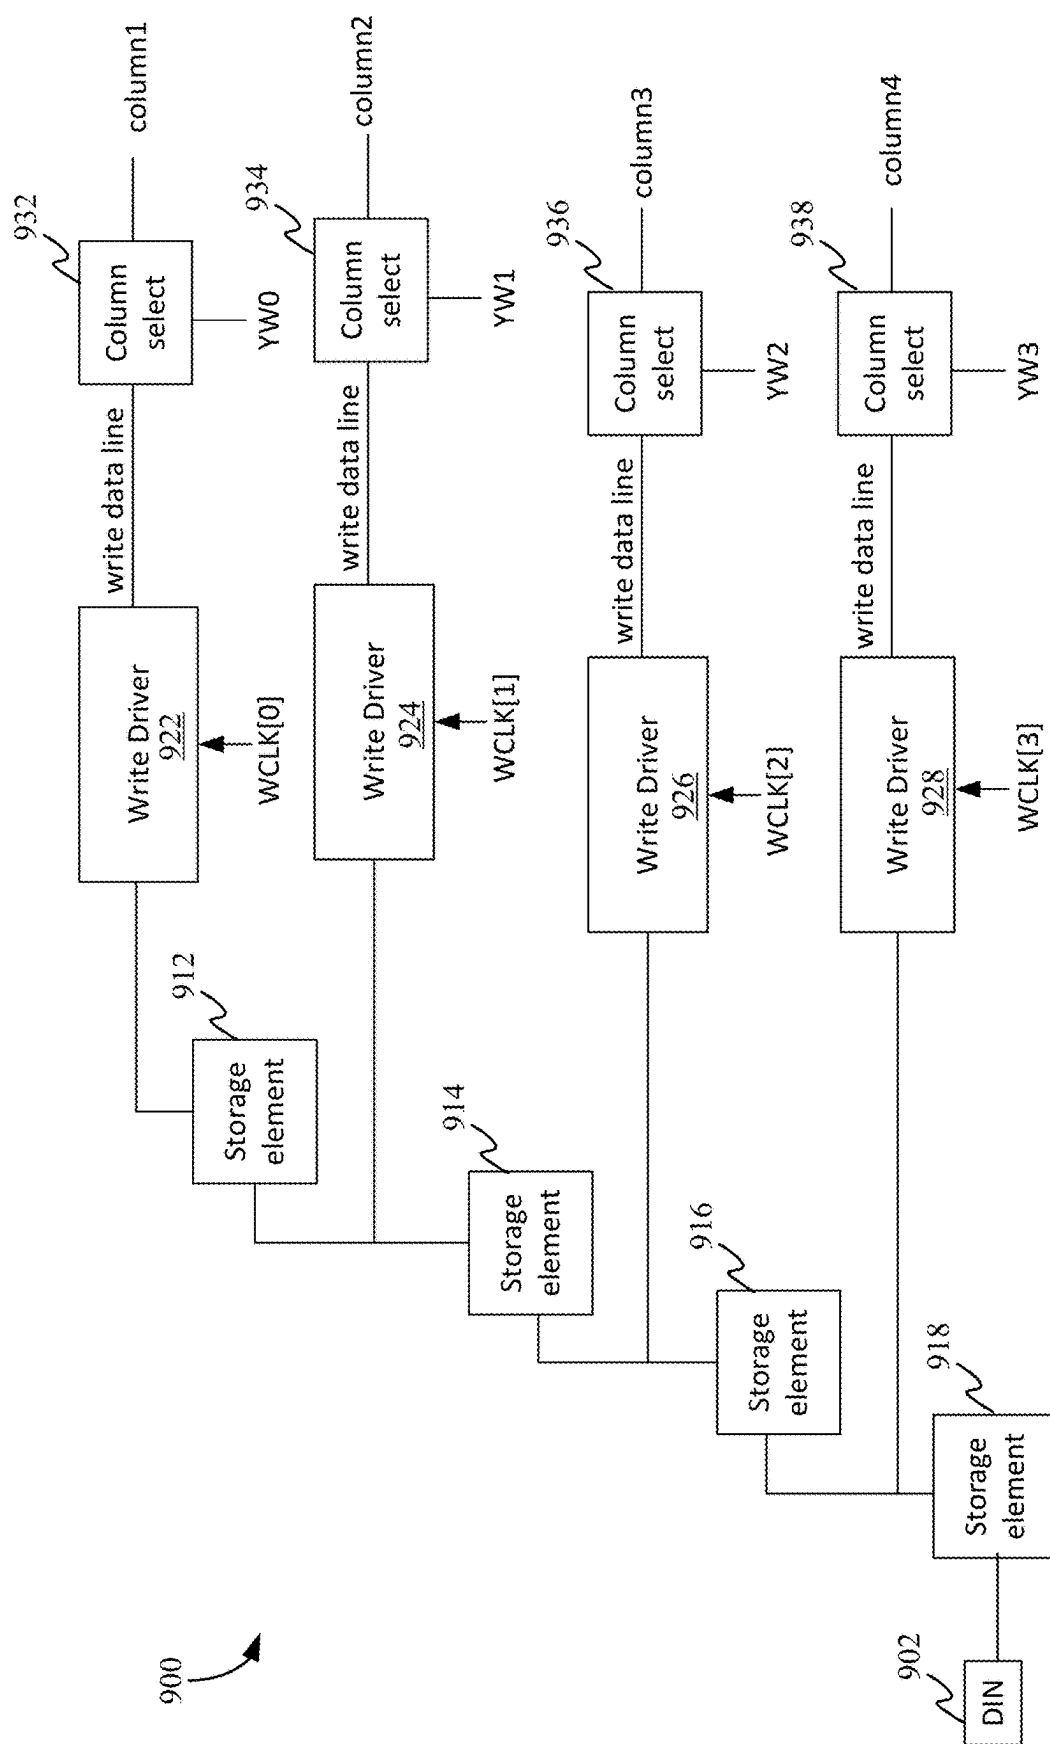 900
902
DIN
918
Storage
element
916
Storage
element
914
Storage
element
912
Storage
element
Write Driver
922
WCLK[0]
write data line
932
Column
select
YW0
column1
Write Driver
924
WCLK[1]
write data line
934
Column
select
YW1
column2
Write Driver
926
WCLK[2]
write data line
936
Column
select
YW2
column3
Write Driver
928
WCLK[3]
write data line
938
Column
select
YW3
column4